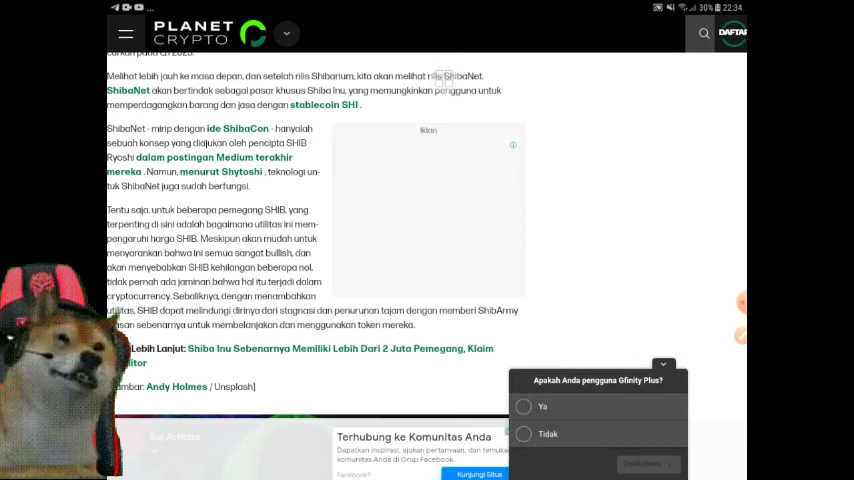 30% 22:34
PLANET
CRYPTO
DAFTAR
Melihat lebih jauh ke masa depan, dan setelah rilis Shibarium, kita akan melihat rilis ShibaNet.
ShibaNet akan bertindak sebagai pasar khusus Shiba Inu, yang memungkinkan pengguna untuk
memperdagangkan barang dan jasa dengan stablecoin SHI .
ShibaNet - mirip dengan ide ShibaCon - hanyalah
sebuah konsep yang diajukan oleh pencipta SHIB
Ryoshi dalam postingan Medium terakhir
mereka . Namun, menurut Shytoshi , teknologi un-
tuk ShibaNet juga sudah berfungsi.
Iklan
Tentu saja, untuk beberapa pemegang SHIB, yang
terpenting di sini adalah bagaimana utilitas ini mem-
pengaruhi harga SHIB. Meskipun akan mudah untuk
menyarankan bahwa ini semua sangat bullish, dan
akan menyebabkan SHIB kehilangan beberapa nol,
tidak pernah ada jaminan bahwa hal itu terjadi dalam
cryptocurrency. Sebaliknya, dengan menambahkan
utilitas, SHIB dapat melindungi dirinya dari stagnasi dan penurunan tajam dengan memberi ShibArmy
sebenarnya untuk membelanjakan dan menggunakan token mereka.
Lebih Lanjut: Shiba Inu Sebenarnya Memiliki Lebih Dari 2 Juta Pemegang, Klaim
Andy Holmes / Unsplash]
Apakah Anda pengguna Gfinity Plus?
Ya
Tidak
Top Articles
Terhubung ke Komunitas Anda
Dapatkan inspirasi, ajukan pertanyaan, dan temukan
komunitas Anda di Grup Facebook.
Facebook®
Kunjungi Situs